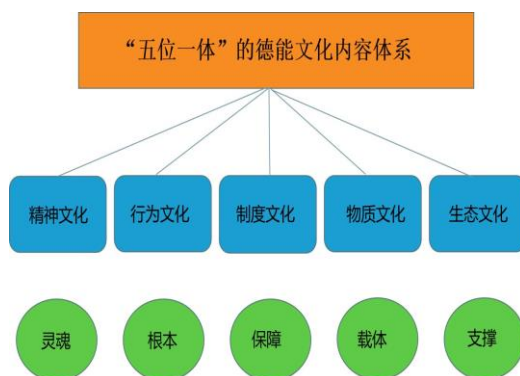 “五位一体”的德能文化内容体系
精神文化 行为文化 制度文化 物质文化 生态文化
灵魂 根本 保障 载体 支撑